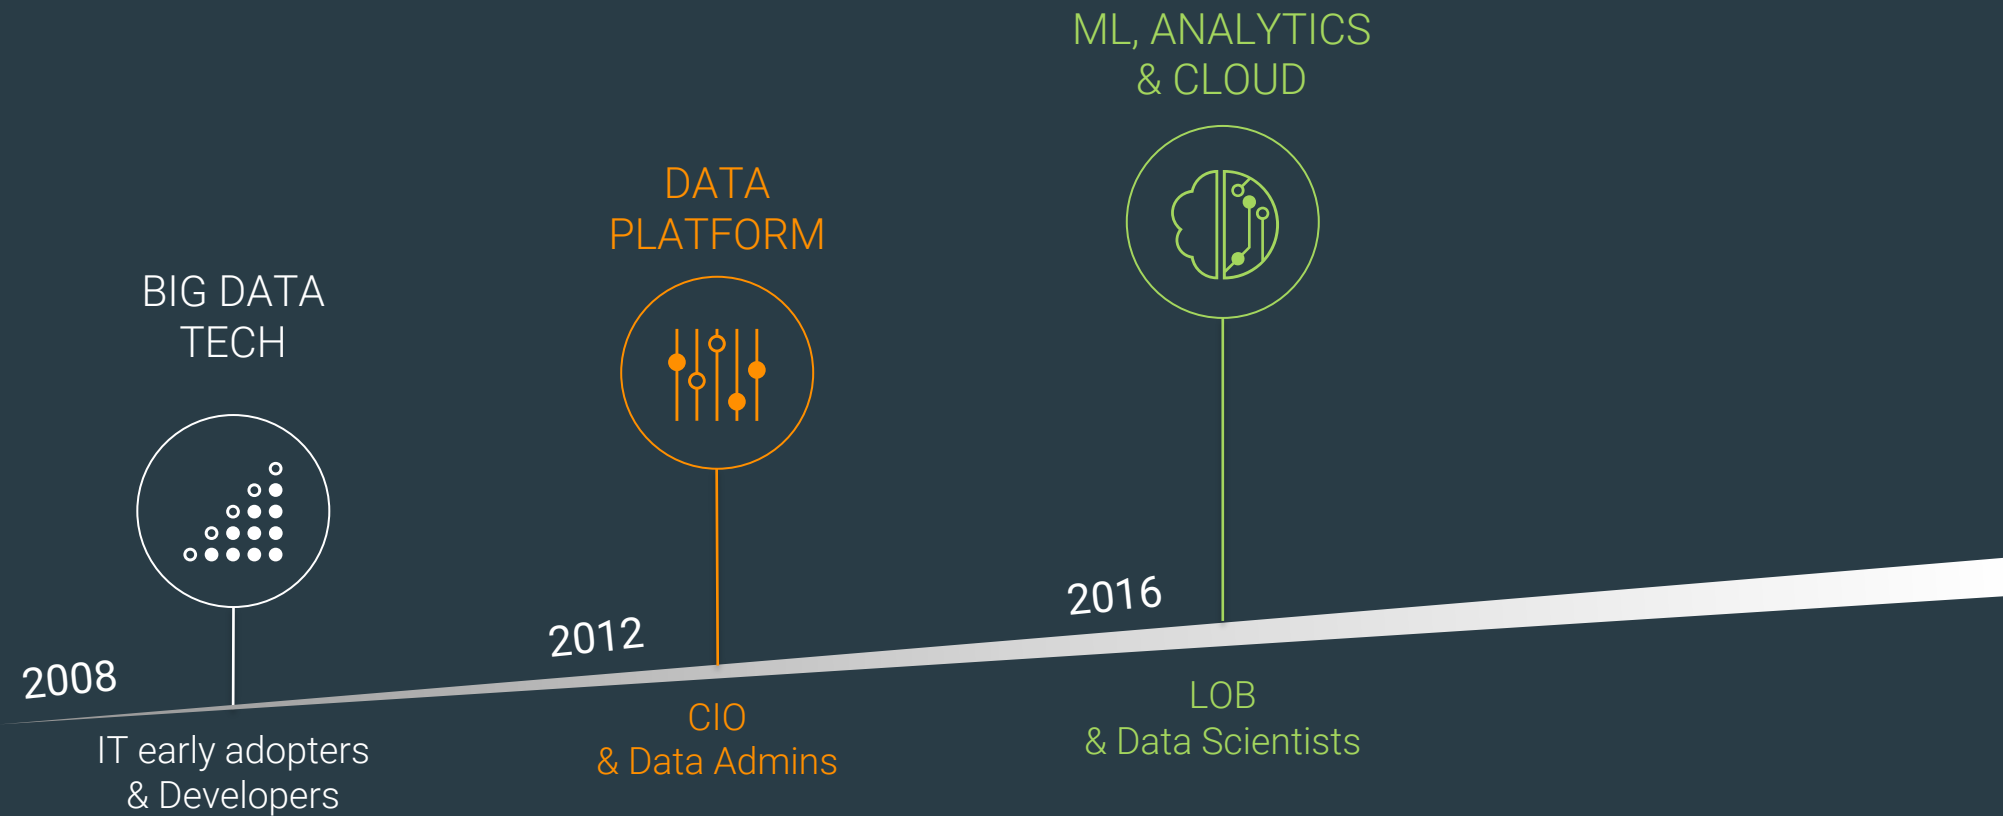 BIG DATA
TECH
2008
IT early adopters
& Developers
DATA
PLATFORM
2012
CIO
& Data Admins
ML, ANALYTICS
& CLOUD
2016
LOB
& Data Scientists